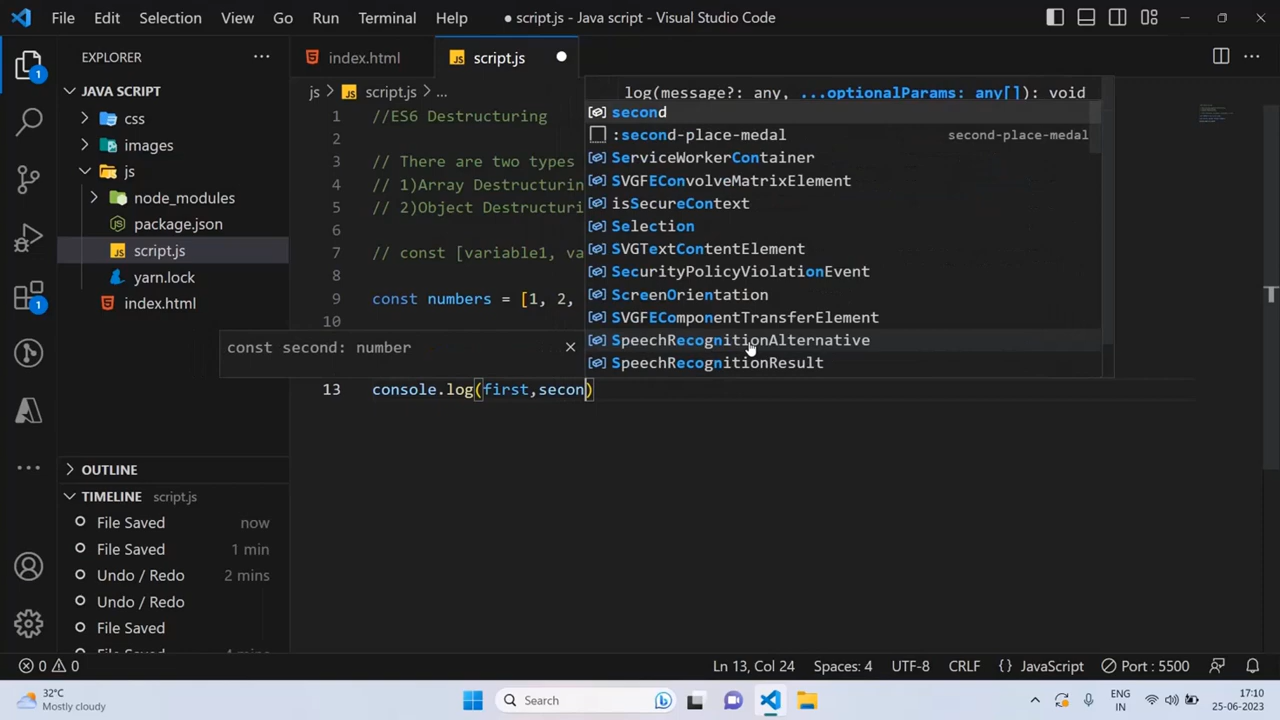 File Edit Selection View Go Run Terminal Help ● script.js - Java script - Visual Studio Code
EXPLORER ...
index.html
script.js
JAVA SCRIPT
css
images
js
node_modules
package.json
script.js
yarn.lock
index.html
js > script.js > ...
1 //ES6 Destructuring
2
3 // There are two types
4 // 1)Array Destructurin
5 // 2)Object Destructuri
6
7 // const [variable1, va
8
9 const numbers = [1, 2,
10
13 console.log(first,secon)
log(message?: any, ...optionalParams: any[]): void
second
:second-place-medal second-place-medal
ServiceWorkerContainer
SVGFEConvolveMatrixElement
isSecureContext
Selection
SVGTextContentElement
SecurityPolicyViolationEvent
ScreenOrientation
SVGFEComponentTransferElement
SpeechRecognitionAlternative
SpeechRecognitionResult
const second: number
OUTLINE
TIMELINE script.js
File Saved now
File Saved 1 min
Undo / Redo 2 mins
Undo / Redo
File Saved
1
1
0 0
Ln 13, Col 24 Spaces: 4 UTF-8 CRLF {} JavaScript Port : 5500
32°C
Mostly cloudy
Search
ENG
IN
17:10
25-06-2023